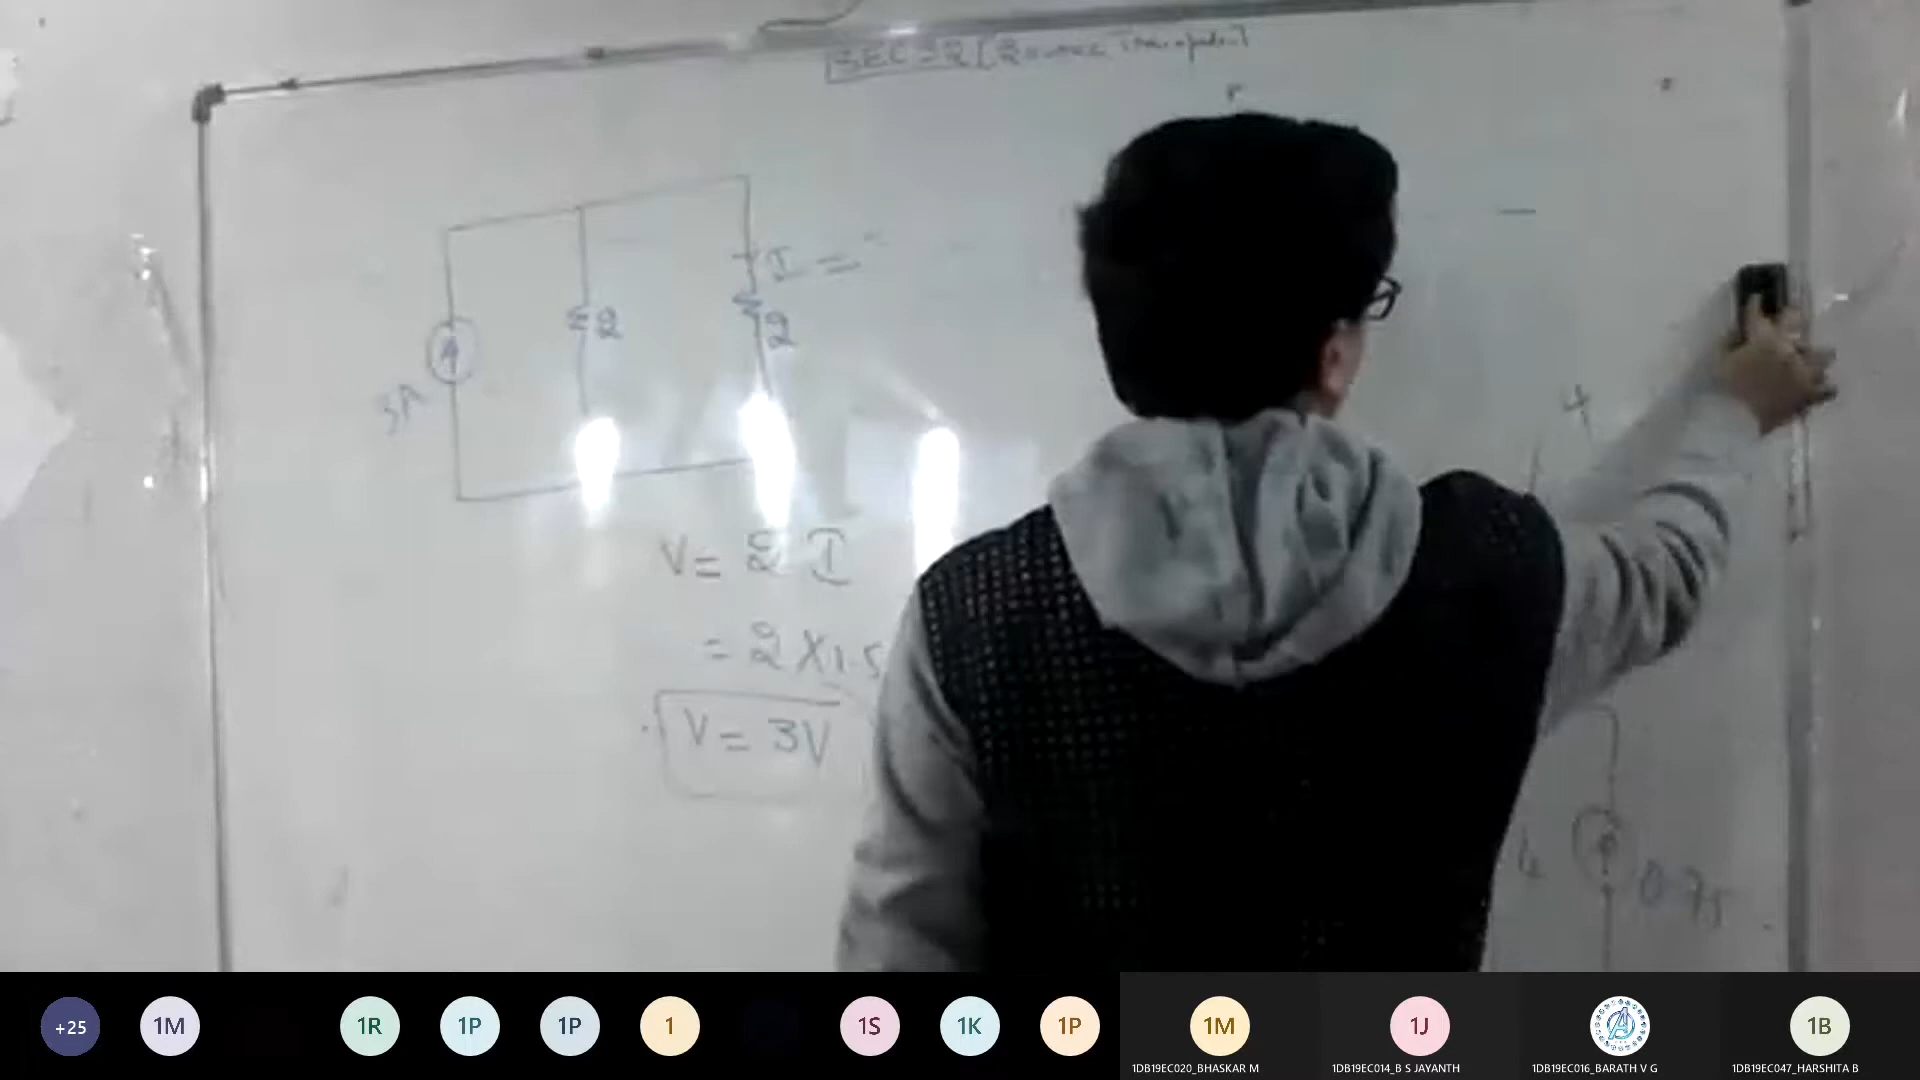 I =
2
2
3A
4
V = 2 I
= 2 X 1.5
V = 3V
0.75
+25
1M
1R
1P
1P
1
1S
1K
1P
1M
1J
1B
1DB19EC020_BHASKAR M
1DB19EC014_B S JAYANTH
1DB19EC016_BARATH V G
1DB19EC047_HARSHITA B